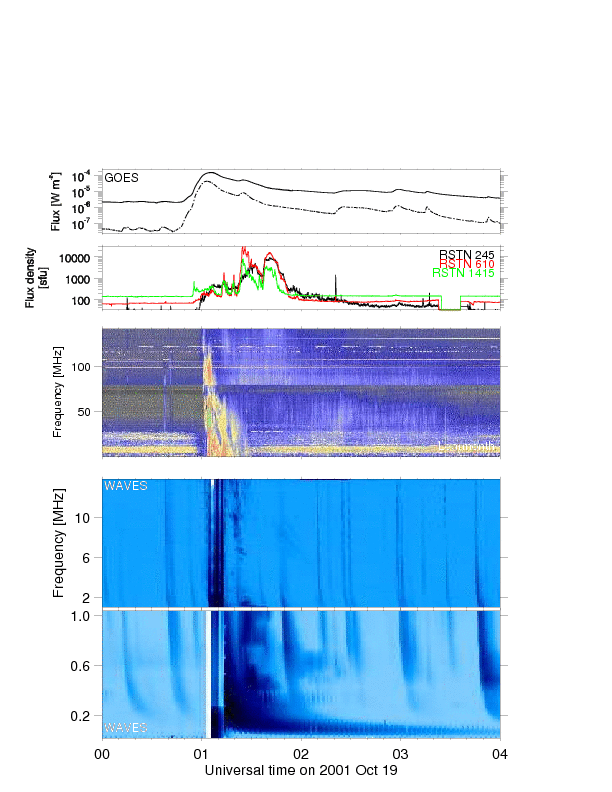 GOES
Flux [W m²]
10⁻⁴
10⁻⁵
10⁻⁶
10⁻⁷
RSTN 245
RSTN 610
RSTN 1415
Flux density
[sfu]
10000
1000
100
Frequency [MHz]
100
50
WAVES
Frequency [MHz]
10
6
2
1.0
0.6
0.2
WAVES
00 01 02 03 04
Universal time on 2001 Oct 19